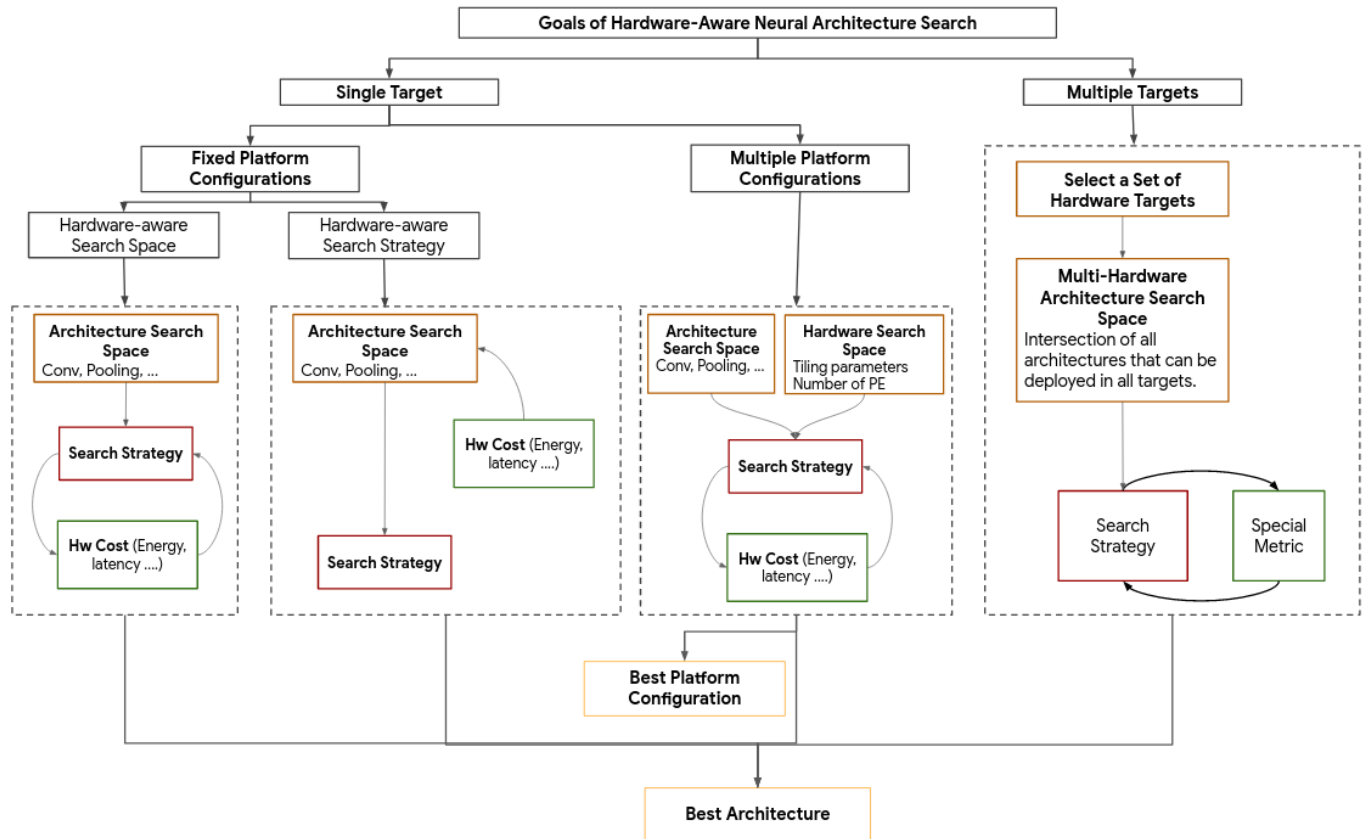 Goals of Hardware-Aware Neural Architecture Search
Single Target
Multiple Targets
Fixed Platform
Configurations
Multiple Platform
Configurations
Hardware-aware
Search Space
Hardware-aware
Search Strategy
Architecture Search
Space
Conv, Pooling, ...
Search Strategy
Hw Cost (Energy,
latency ....)
Architecture Search
Space
Conv, Pooling, ...
Hw Cost (Energy,
latency ....)
Search Strategy
Architecture
Search Space
Conv, Pooling, ...
Hardware Search
Space
Tiling parameters
Number of PE
Search Strategy
Hw Cost (Energy,
latency ....)
Select a Set of
Hardware Targets
Multi-Hardware
Architecture Search
Space
Intersection of all
architectures that can be
deployed in all targets.
Search
Strategy
Special
Metric
Best Platform
Configuration
Best Architecture